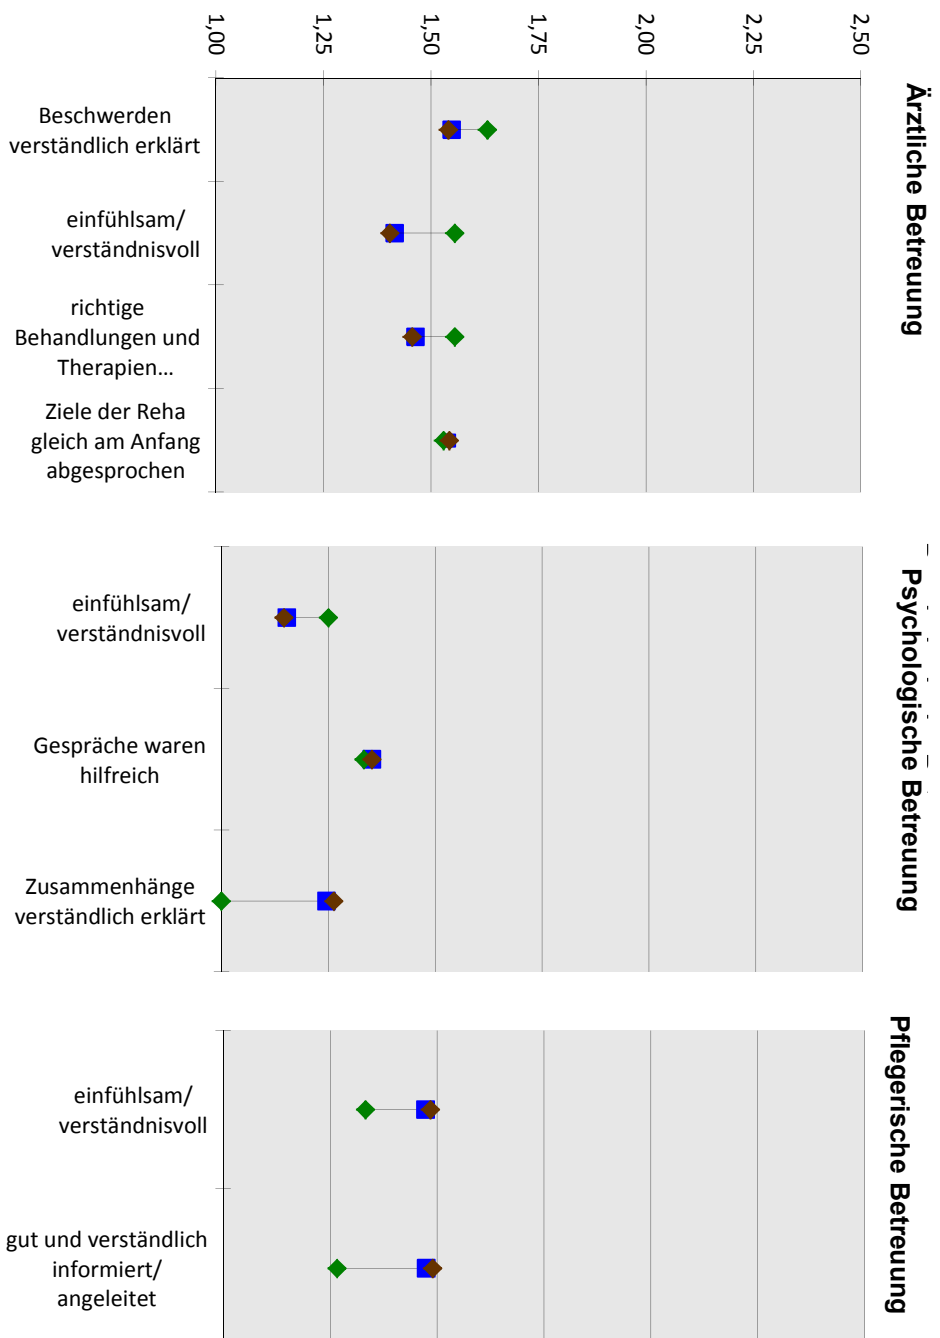 1,00
1,25
1,50
1,75
2,00
2,25
2,50
Ärztliche Betreuung
Beschwerden
verständlich erklärt
einfühlsam/
verständnisvoll
richtige
Behandlungen und
Therapien...
Ziele der Reha
gleich am Anfang
abgesprochen
Psychologische Betreuung
einfühlsam/
verständnisvoll
Gespräche waren
hilfreich
Zusammenhänge
verständlich erklärt
Pflegerische Betreuung
einfühlsam/
verständnisvoll
gut und verständlich
informiert/
angeleitet